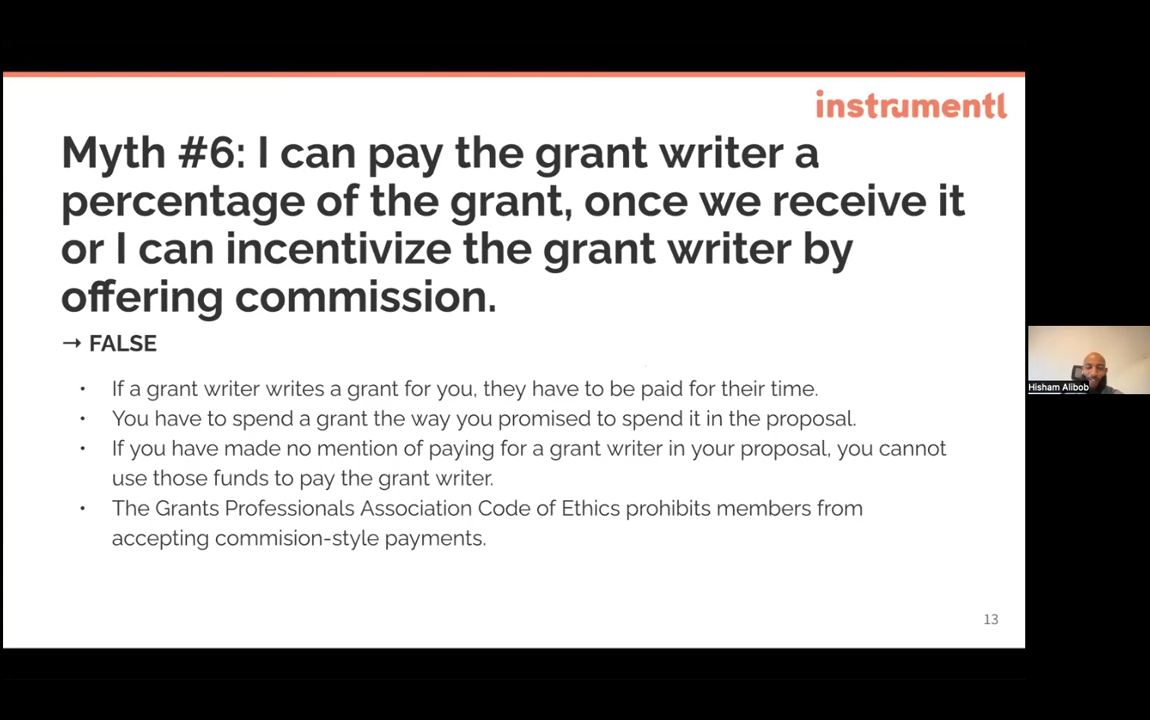 instrumentl
Myth #6: I can pay the grant writer a
percentage of the grant, once we receive it
or I can incentivize the grant writer by
offering commission.
→ FALSE
• If a grant writer writes a grant for you, they have to be paid for their time.
• You have to spend a grant the way you promised to spend it in the proposal.
• If you have made no mention of paying for a grant writer in your proposal, you cannot
use those funds to pay the grant writer.
• The Grants Professionals Association Code of Ethics prohibits members from
accepting commision-style payments.
Hisham Alibob
13